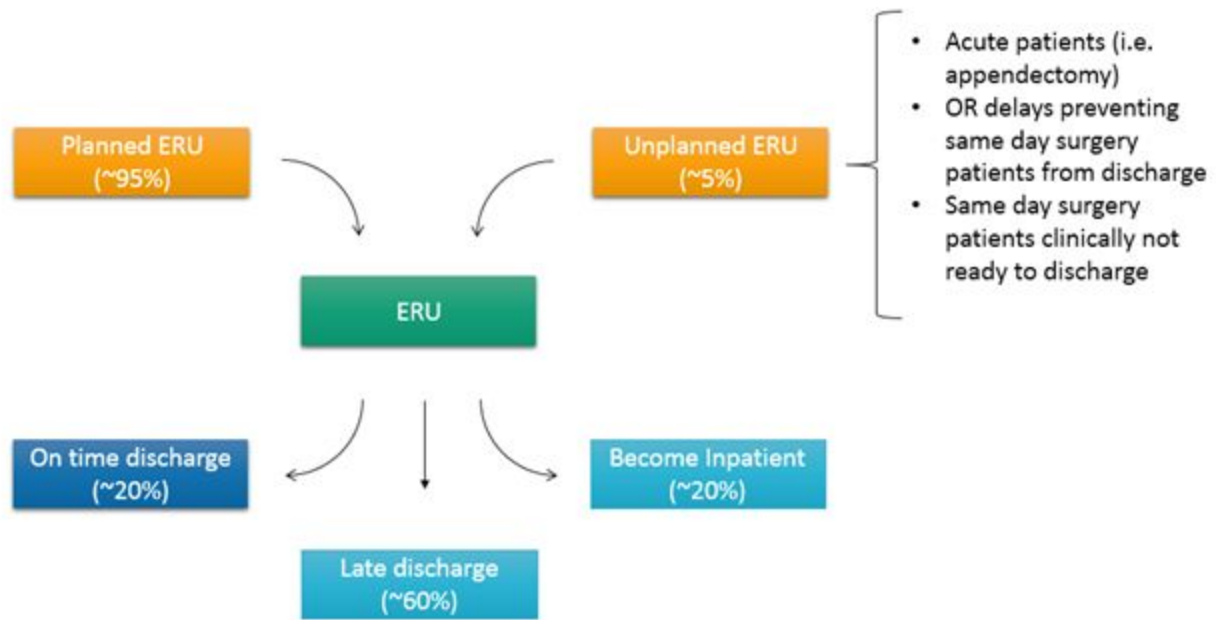 Planned ERU
(~95%)
Unplanned ERU
(~5%)
• Acute patients (i.e.
appendectomy)
• OR delays preventing
same day surgery
patients from discharge
• Same day surgery
patients clinically not
ready to discharge
ERU
On time discharge
(~20%)
Become Inpatient
(~20%)
Late discharge
(~60%)